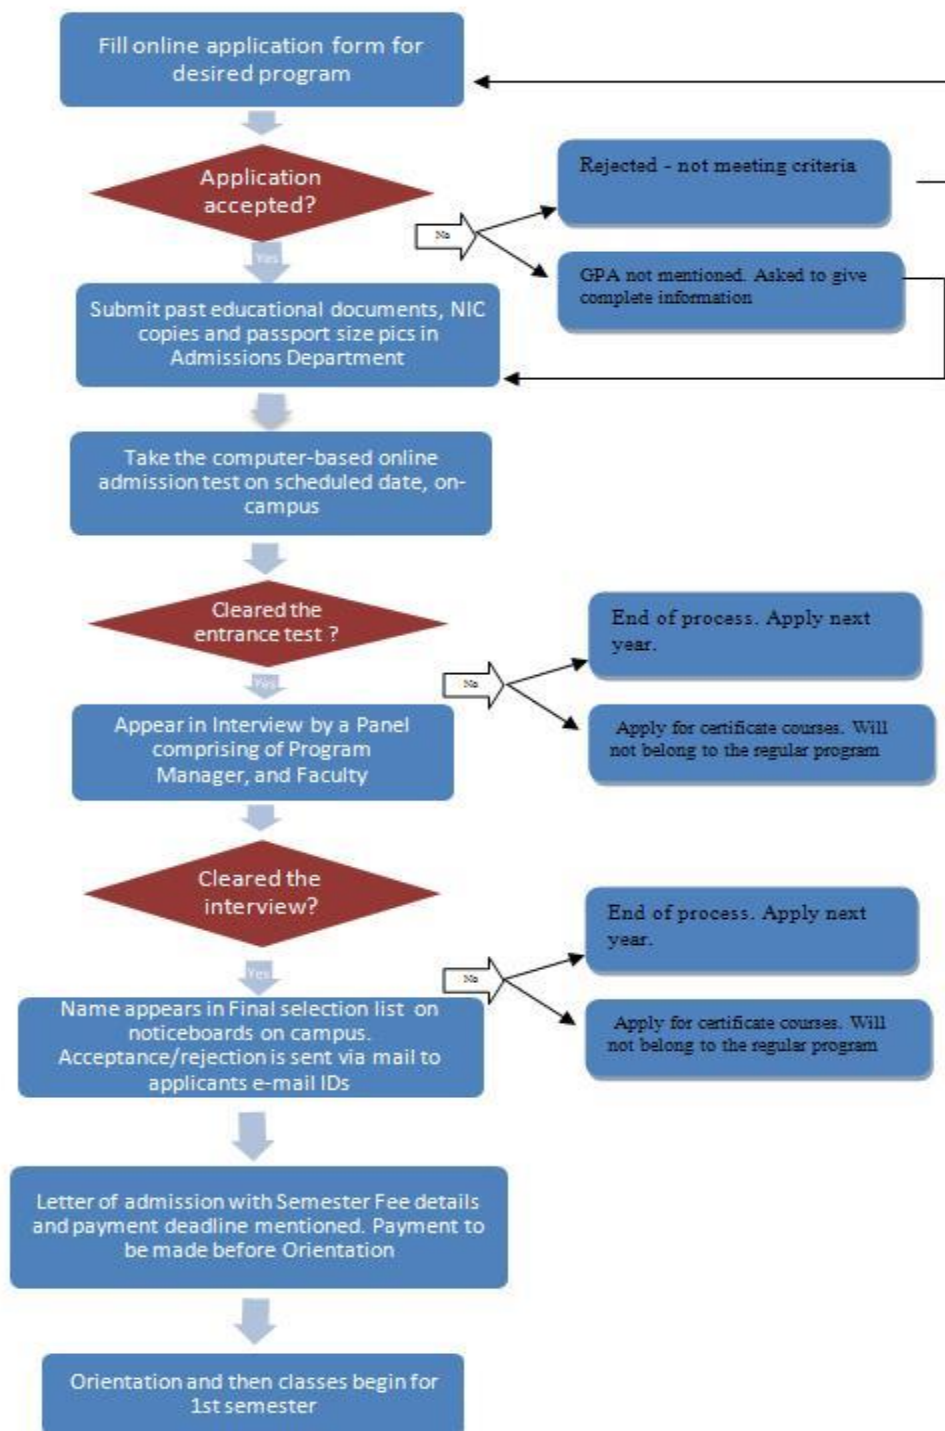 Fill online application form for
desired program
Application
accepted?
No
Rejected - not meeting criteria
GPA not mentioned. Asked to give
complete information
Yes
Submit past educational documents, NIC
copies and passport size pics in
Admissions Department
Take the computer-based online
admission test on scheduled date, on-
campus
Cleared the
entrance test ?
No
End of process. Apply next
year.
Apply for certificate courses. Will
not belong to the regular program
Yes
Appear in Interview by a Panel
comprising of Program
Manager, and Faculty
Cleared the
interview?
No
End of process. Apply next
year.
Apply for certificate courses. Will
not belong to the regular program
Yes
Name appears in Final selection list on
noticeboards on campus.
Acceptance/rejection is sent via mail to
applicants e-mail IDs
Letter of admission with Semester Fee details
and payment deadline mentioned. Payment to
be made before Orientation
Orientation and then classes begin for
1st semester